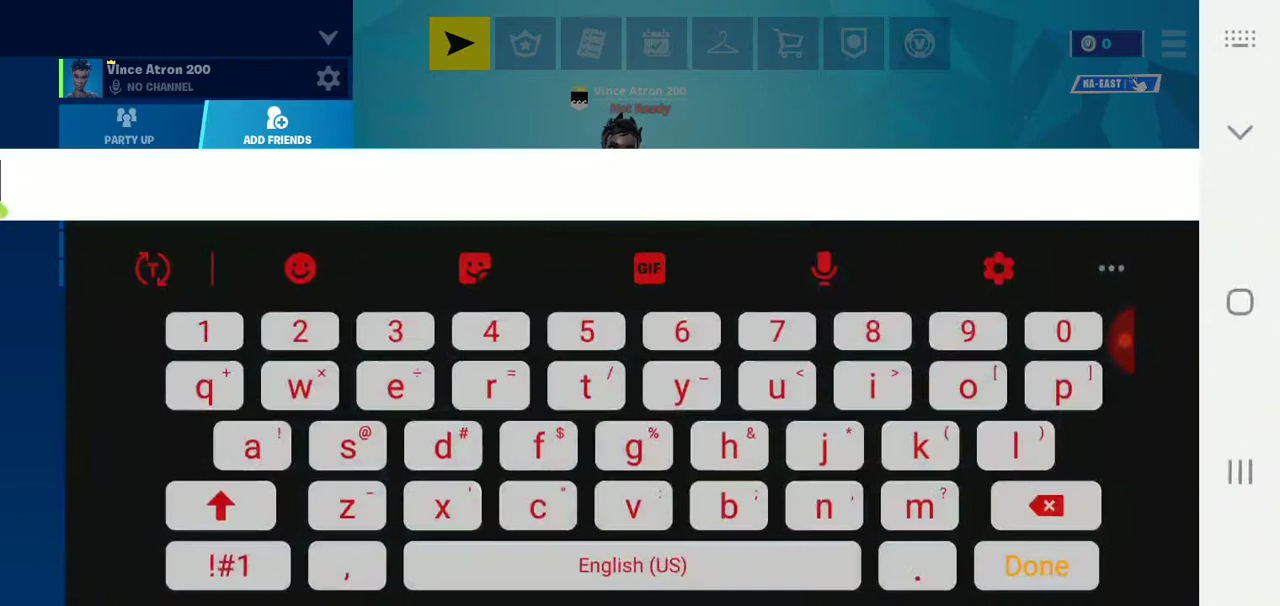 Vince Atron 200
NO CHANNEL
0
NA-EAST
Vince Atron 200
Not Ready
PARTY UP
ADD FRIENDS
T
GIF
1 2 3 4 5 6 7 8 9 0
q + w × e ÷ r = t / y _ u < i > o [ p ]
a ! s @ d # f $ g % h & j * k ( l )
z - x ' c " v : b ; n , m ?
!#1 , English (US) . Done